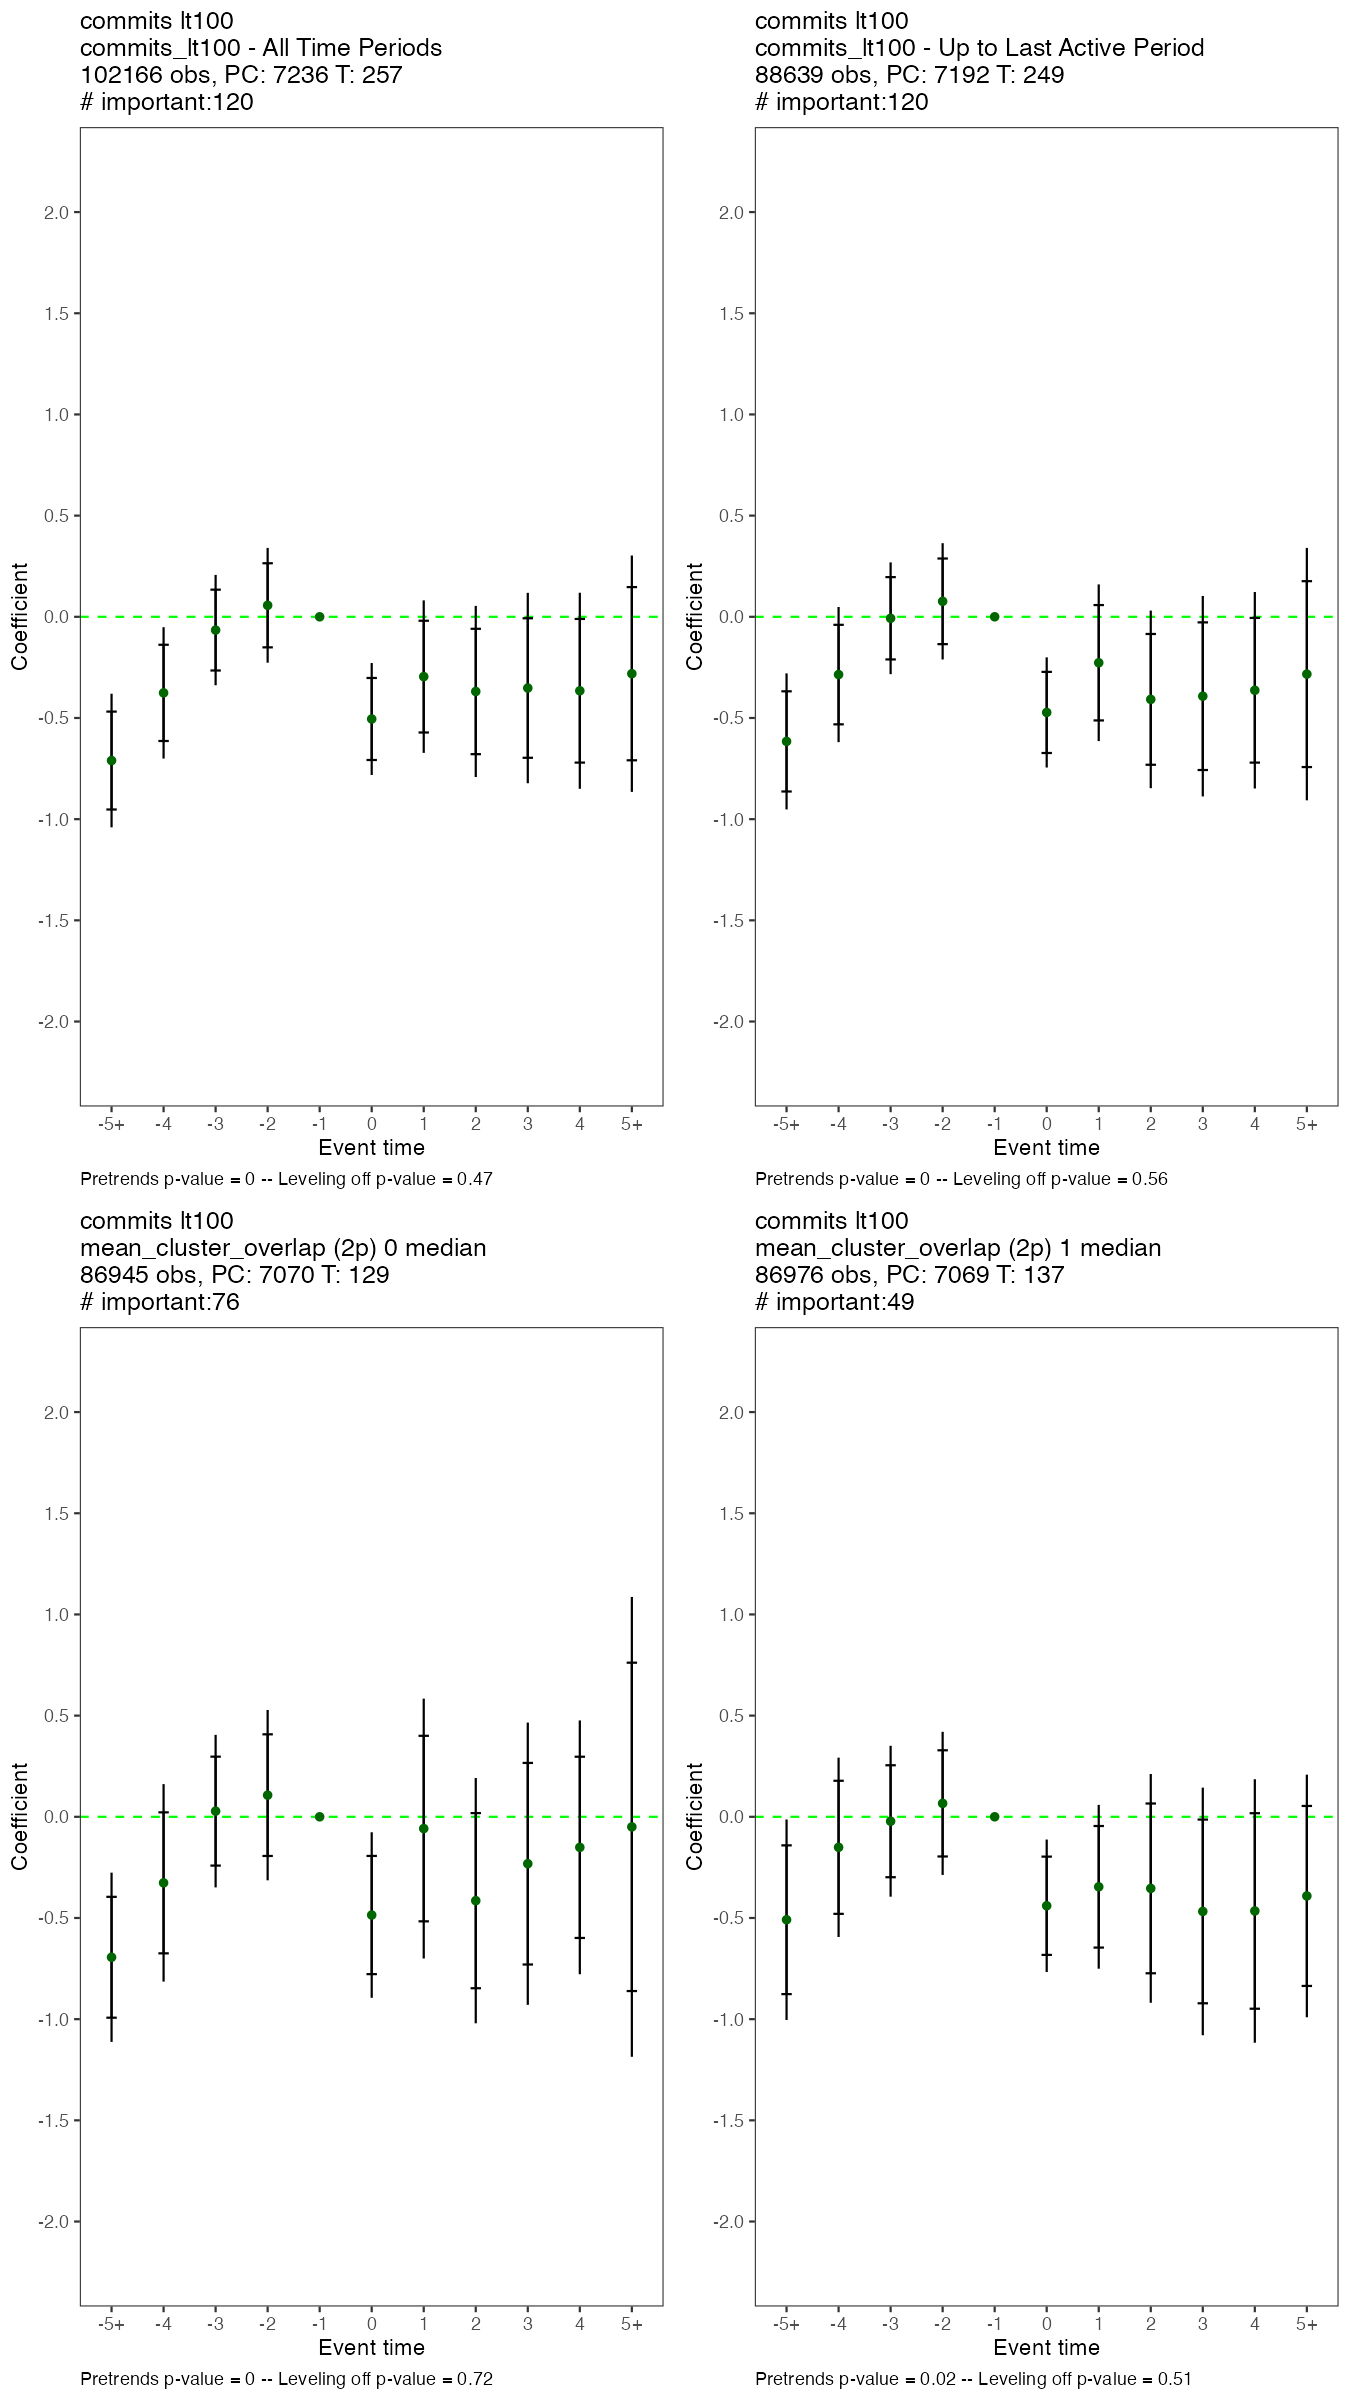 commits lt100
commits_lt100 - All Time Periods
102166 obs, PC: 7236 T: 257
# important:120
2.0
1.5
1.0
0.5
0.0
-0.5
-1.0
-1.5
-2.0
Coefficient
-5+ -4 -3 -2 -1 0 1 2 3 4 5+
Event time
Pretrends p-value = 0 -- Leveling off p-value = 0.47
commits lt100
commits_lt100 - Up to Last Active Period
88639 obs, PC: 7192 T: 249
# important:120
2.0
1.5
1.0
0.5
0.0
-0.5
-1.0
-1.5
-2.0
Coefficient
-5+ -4 -3 -2 -1 0 1 2 3 4 5+
Event time
Pretrends p-value = 0 -- Leveling off p-value = 0.56
commits lt100
mean_cluster_overlap (2p) 0 median
86945 obs, PC: 7070 T: 129
# important:76
2.0
1.5
1.0
0.5
0.0
-0.5
-1.0
-1.5
-2.0
Coefficient
-5+ -4 -3 -2 -1 0 1 2 3 4 5+
Event time
Pretrends p-value = 0 -- Leveling off p-value = 0.72
commits lt100
mean_cluster_overlap (2p) 1 median
86976 obs, PC: 7069 T: 137
# important:49
2.0
1.5
1.0
0.5
0.0
-0.5
-1.0
-1.5
-2.0
Coefficient
-5+ -4 -3 -2 -1 0 1 2 3 4 5+
Event time
Pretrends p-value = 0.02 -- Leveling off p-value = 0.51